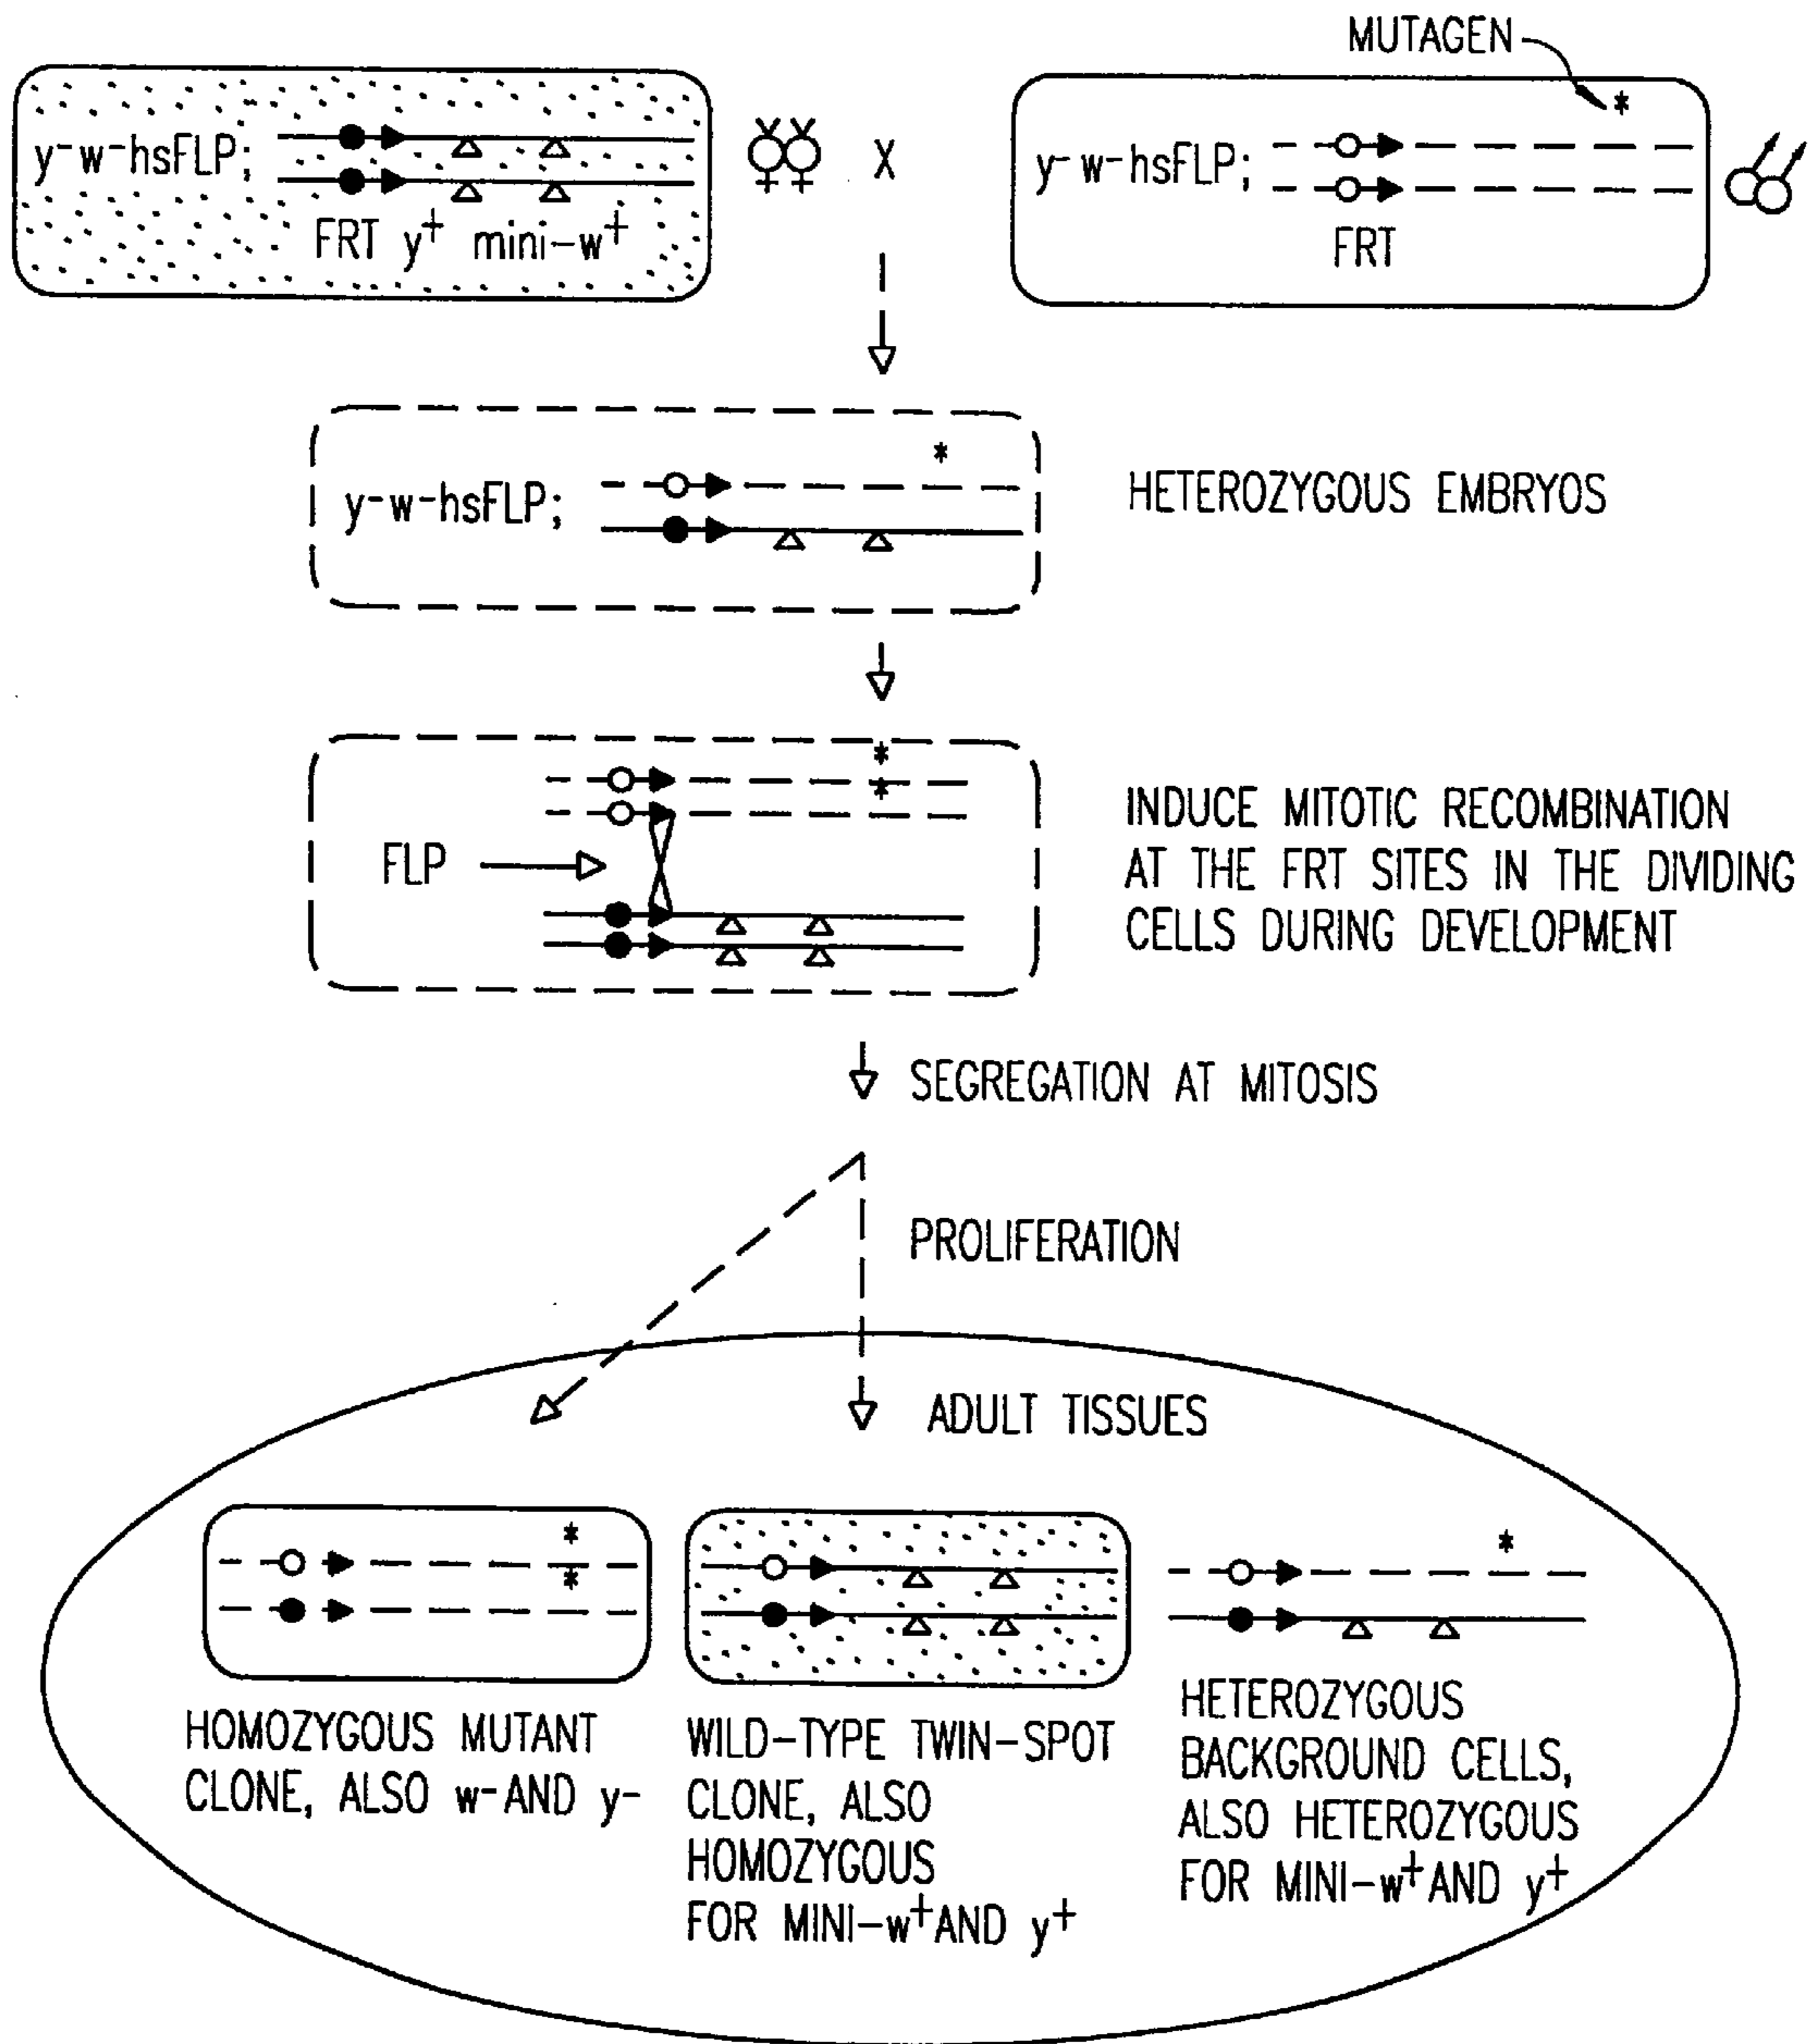 MUTAGEN
*
y⁻w⁻hsFLP;
FRT y⁺ mini-w⁺
X
y⁻w⁻hsFLP;
FRT
*
y⁻w⁻hsFLP;
HETEROZYGOUS EMBRYOS
*
*
FLP
INDUCE MITOTIC RECOMBINATION
AT THE FRT SITES IN THE DIVIDING
CELLS DURING DEVELOPMENT
SEGREGATION AT MITOSIS
PROLIFERATION
ADULT TISSUES
*
*
HOMOZYGOUS MUTANT
CLONE, ALSO w⁻AND y⁻
WILD-TYPE TWIN-SPOT
CLONE, ALSO
HOMOZYGOUS
FOR MINI-w⁺AND y⁺
*
HETEROZYGOUS
BACKGROUND CELLS,
ALSO HETEROZYGOUS
FOR MINI-w⁺AND y⁺